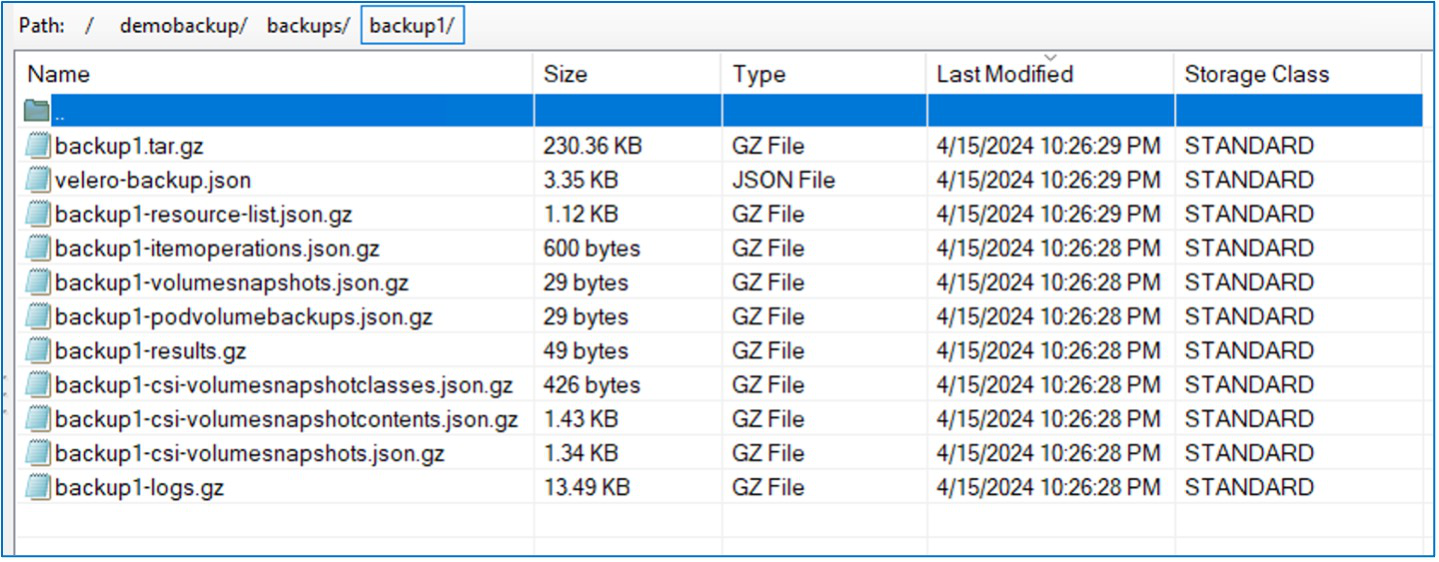 Path: / demobackup/ backups/ backup1/
Name Size Type Last Modified Storage Class
..
backup1.tar.gz 230.36 KB GZ File 4/15/2024 10:26:29 PM STANDARD
velero-backup.json 3.35 KB JSON File 4/15/2024 10:26:29 PM STANDARD
backup1-resource-list.json.gz 1.12 KB GZ File 4/15/2024 10:26:29 PM STANDARD
backup1-itemoperations.json.gz 600 bytes GZ File 4/15/2024 10:26:28 PM STANDARD
backup1-volumesnapshots.json.gz 29 bytes GZ File 4/15/2024 10:26:28 PM STANDARD
backup1-podvolumebackups.json.gz 29 bytes GZ File 4/15/2024 10:26:28 PM STANDARD
backup1-results.gz 49 bytes GZ File 4/15/2024 10:26:28 PM STANDARD
backup1-csi-volumesnapshotclasses.json.gz 426 bytes GZ File 4/15/2024 10:26:28 PM STANDARD
backup1-csi-volumesnapshotcontents.json.gz 1.43 KB GZ File 4/15/2024 10:26:28 PM STANDARD
backup1-csi-volumesnapshots.json.gz 1.34 KB GZ File 4/15/2024 10:26:28 PM STANDARD
backup1-logs.gz 13.49 KB GZ File 4/15/2024 10:26:28 PM STANDARD